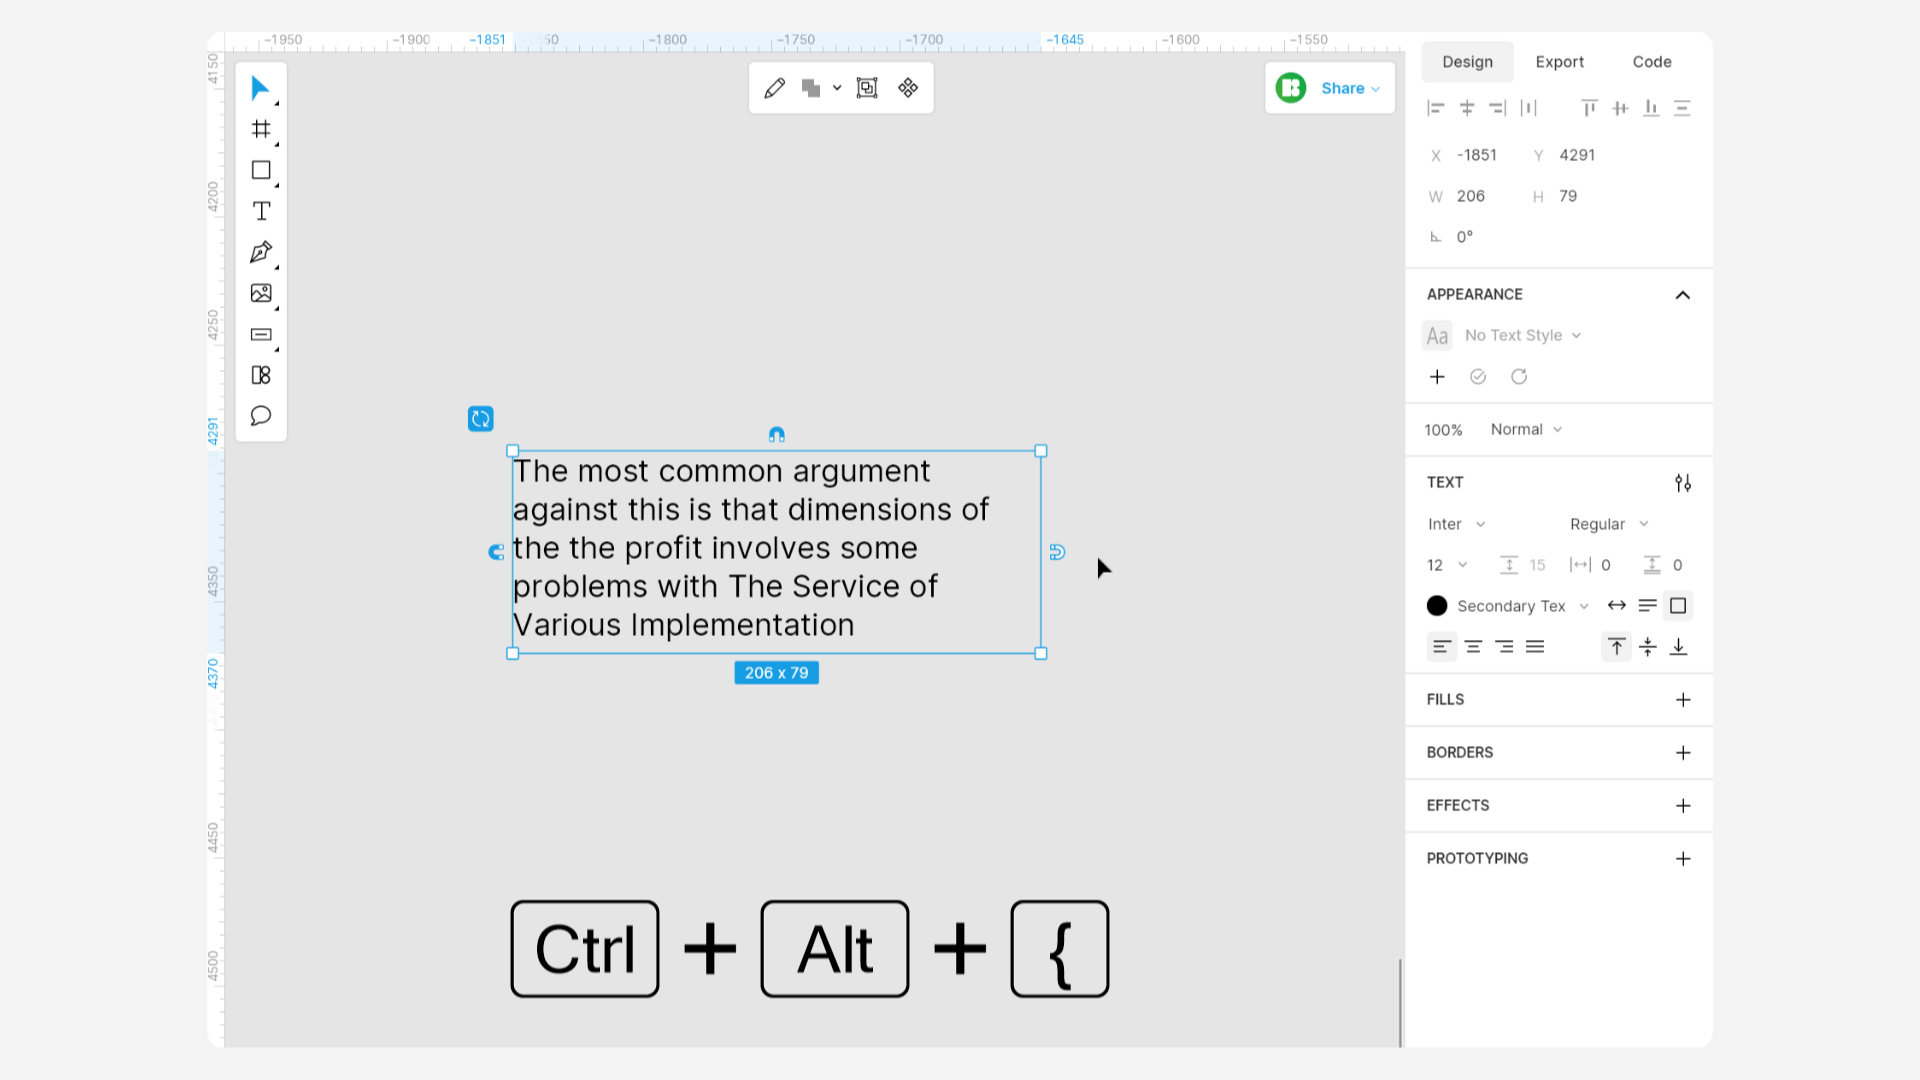 -1950 -1900 -1851 -1850 -1800 -1750 -1700 -1645 -1600 -1550
4150
4200
4250
4291
4350
4370
4450
4500
Share
Design Export Code
X -1851 Y 4291
W 206 H 79
0°
APPEARANCE
Aa No Text Style
100% Normal
TEXT
Inter Regular
12 15 0 0
Secondary Tex
FILLS
BORDERS
EFFECTS
PROTOTYPING
The most common argument
against this is that dimensions of
the the profit involves some
problems with The Service of
Various Implementation
206 x 79
Ctrl + Alt + {